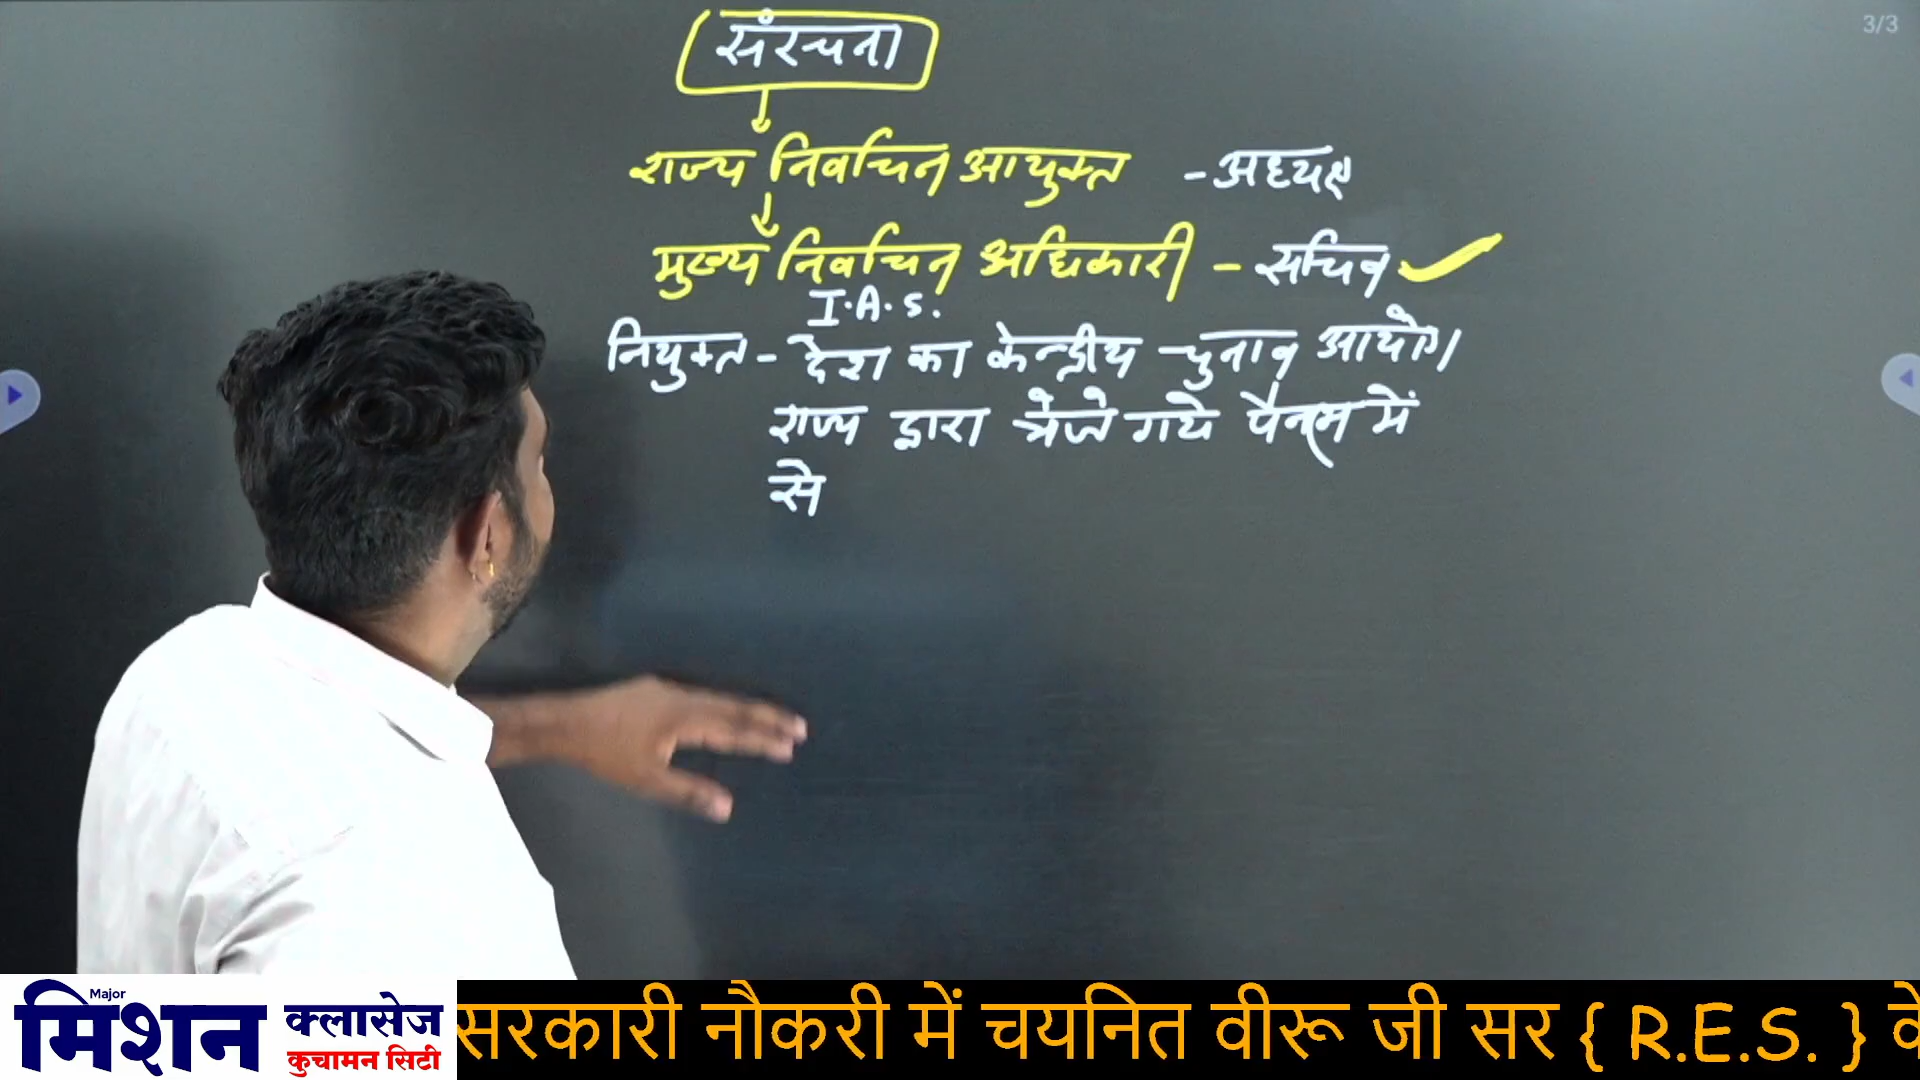 3/3
संरचना
राज्य निर्वाचन आयुक्त - अध्यक्ष
मुख्य निर्वाचन अधिकारी - सचिव
I.A.S.
नियुक्त - देश का केन्द्रीय चुनाव आयोग
राज्य द्वारा भेजे गये पैनल में
से
Major
मिशन क्लासेज
कुचामन सिटी
सरकारी नौकरी में चयनित वीरू जी सर { R.E.S. } के